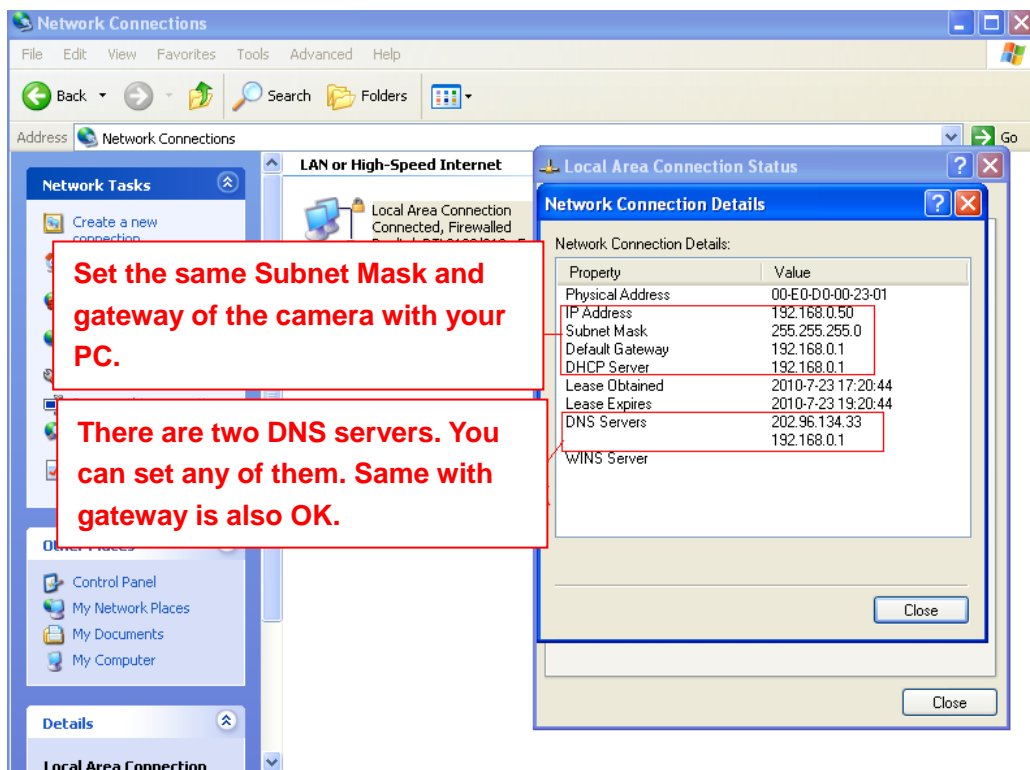 Network Connections
File Edit View Favorites Tools Advanced Help
Back Search Folders
Address Network Connections Go
LAN or High-Speed Internet
Network Tasks
Create a new
connection
Local Area Connection
Connected, Firewalled
Set the same Subnet Mask and
gateway of the camera with your
PC.
There are two DNS servers. You
can set any of them. Same with
gateway is also OK.
Other Places
Control Panel
My Network Places
My Documents
My Computer
Details
Local Area Connection
Local Area Connection Status
Network Connection Details
Network Connection Details:
Property Value
Physical Address 00-E0-D0-00-23-01
IP Address 192.168.0.50
Subnet Mask 255.255.255.0
Default Gateway 192.168.0.1
DHCP Server 192.168.0.1
Lease Obtained 2010-7-23 17:20:44
Lease Expires 2010-7-23 19:20:44
DNS Servers 202.96.134.33
192.168.0.1
WINS Server
Close
Close